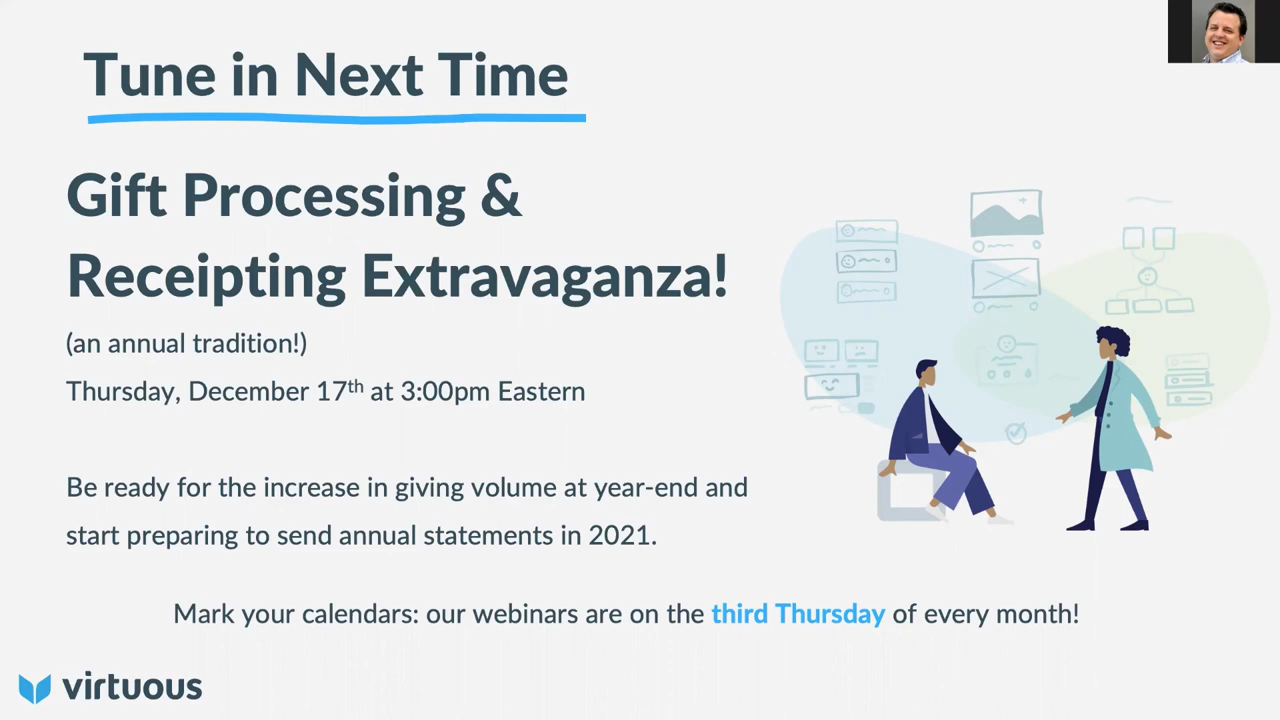 Tune in Next Time
Gift Processing &
Receipting Extravaganza!
(an annual tradition!)
Thursday, December 17th at 3:00pm Eastern
Be ready for the increase in giving volume at year-end and
start preparing to send annual statements in 2021.
Mark your calendars: our webinars are on the third Thursday of every month!
virtuous